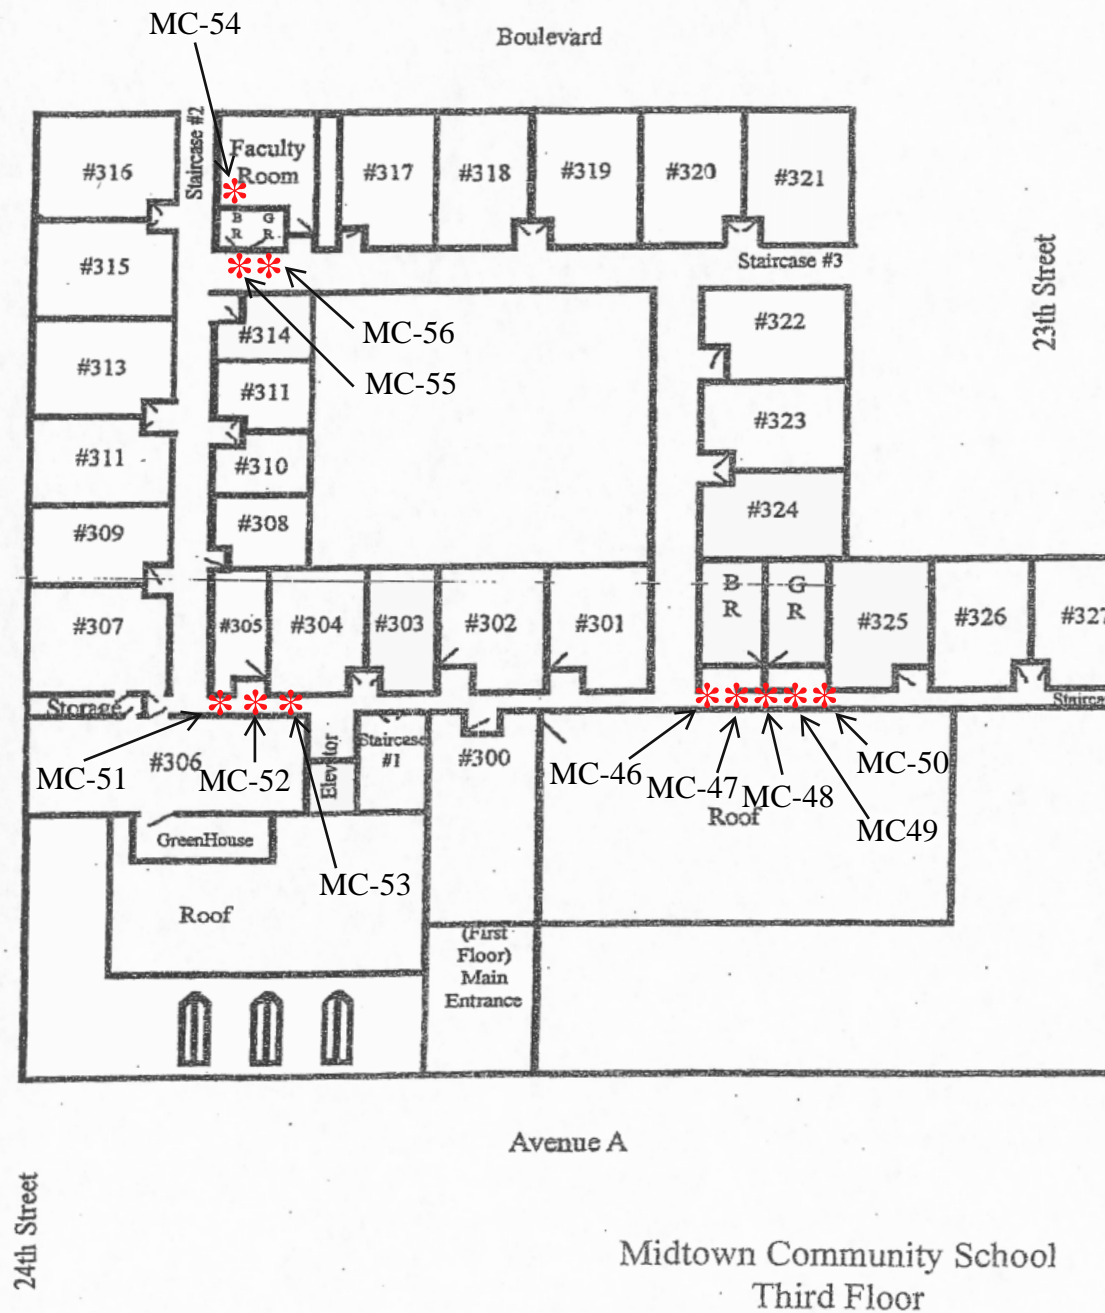 MC-54
Boulevard
Staircase #2
#316
Faculty
Room
#317
#318
#319
#320
#321
B
R
G
R
#315
Staircase #3
23th Street
#314
MC-56
#322
#313
#311
MC-55
#311
#310
#323
#309
#308
#324
#307
#305
#304
#303
#302
#301
B
R
G
R
#325
#326
#327
Storage
Stairca
MC-51
#306
MC-52
Elevator
Staircase
#1
#300
MC-46
MC-47
MC-48
MC-50
Roof
MC49
GreenHouse
MC-53
Roof
(First
Floor)
Main
Entrance
Avenue A
24th Street
Midtown Community School
Third Floor